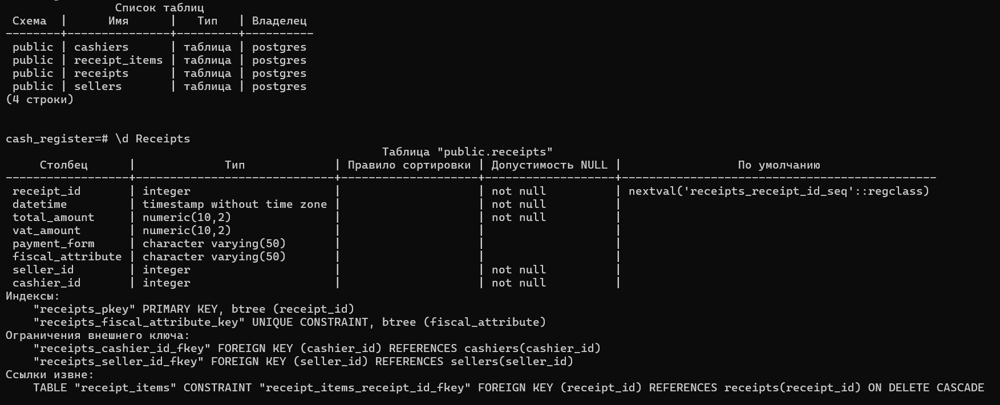 Список таблиц
 Схема  |      Имя      |   Тип   | Владелец
--------+---------------+---------+----------
 public | cashiers      | таблица | postgres
 public | receipt_items | таблица | postgres
 public | receipts      | таблица | postgres
 public | sellers       | таблица | postgres
(4 строки)
cash_register=# \d Receipts
Таблица "public.receipts"
     Столбец      |             Тип             | Правило сортировки | Допустимость NULL |                 По умолчанию
------------------+-----------------------------+--------------------+-------------------+----------------------------------------------
 receipt_id       | integer                     |                    | not null          | nextval('receipts_receipt_id_seq'::regclass)
 datetime         | timestamp without time zone |                    | not null          |
 total_amount     | numeric(10,2)               |                    | not null          |
 vat_amount       | numeric(10,2)               |                    |                   |
 payment_form     | character varying(50)       |                    |                   |
 fiscal_attribute | character varying(50)       |                    |                   |
 seller_id        | integer                     |                    | not null          |
 cashier_id       | integer                     |                    | not null          |
Индексы:
    "receipts_pkey" PRIMARY KEY, btree (receipt_id)
    "receipts_fiscal_attribute_key" UNIQUE CONSTRAINT, btree (fiscal_attribute)
Ограничения внешнего ключа:
    "receipts_cashier_id_fkey" FOREIGN KEY (cashier_id) REFERENCES cashiers(cashier_id)
    "receipts_seller_id_fkey" FOREIGN KEY (seller_id) REFERENCES sellers(seller_id)
Ссылки извне:
    TABLE "receipt_items" CONSTRAINT "receipt_items_receipt_id_fkey" FOREIGN KEY (receipt_id) REFERENCES receipts(receipt_id) ON DELETE CASCADE